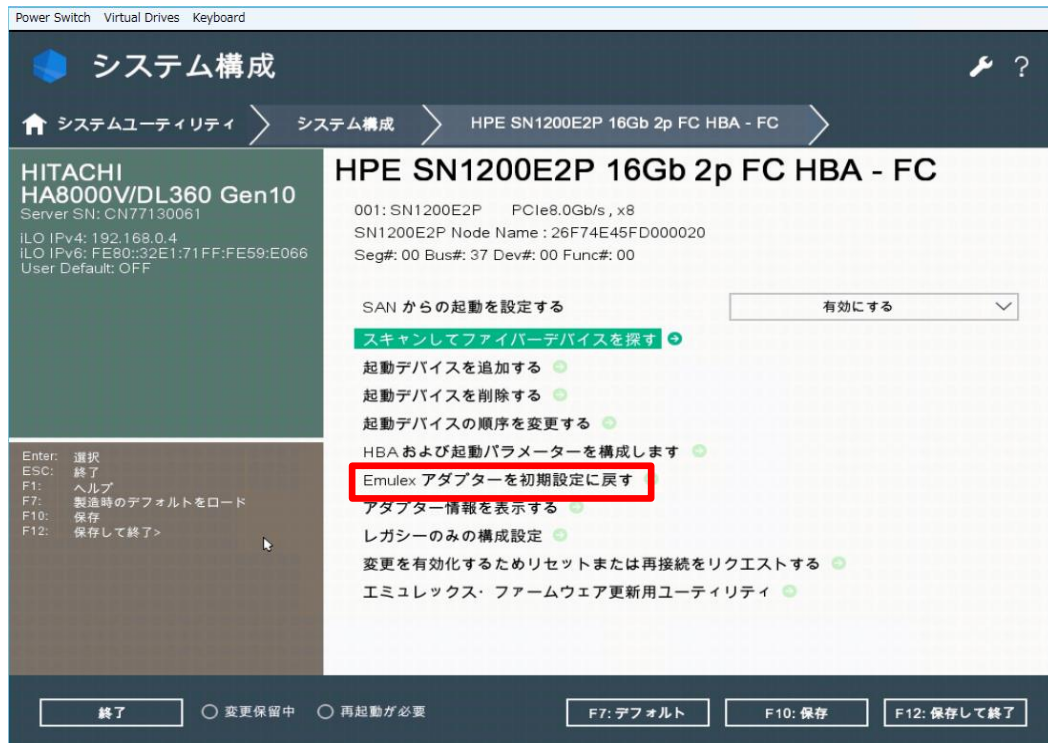 Power Switch Virtual Drives Keyboard
システム構成
?
システムユーティリティ
システム構成
HPE SN1200E2P 16Gb 2p FC HBA - FC
HITACHI
HA8000V/DL360 Gen10
Server SN: CN77130061
iLO IPv4: 192.168.0.4
iLO IPv6: FE80::32E1:71FF:FE59:E066
User Default: OFF
Enter: 選択
ESC: 終了
F1: ヘルプ
F7: 製造時のデフォルトをロード
F10: 保存
F12: 保存して終了>
HPE SN1200E2P 16Gb 2p FC HBA - FC
001: SN1200E2P PCIe8.0Gb/s , x8
SN1200E2P Node Name : 26F74E45FD000020
Seg#: 00 Bus#: 37 Dev#: 00 Func#: 00
SAN からの起動を設定する 有効にする
スキャンしてファイバーデバイスを探す
起動デバイスを追加する
起動デバイスを削除する
起動デバイスの順序を変更する
HBA および起動パラメーターを構成します
Emulex アダプターを初期設定に戻す
アダプター情報を表示する
レガシーのみの構成設定
変更を有効化するためリセットまたは再接続をリクエストする
エミュレックス・ファームウェア更新用ユーティリティ
終了 変更保留中 再起動が必要 F7: デフォルト F10: 保存 F12: 保存して終了